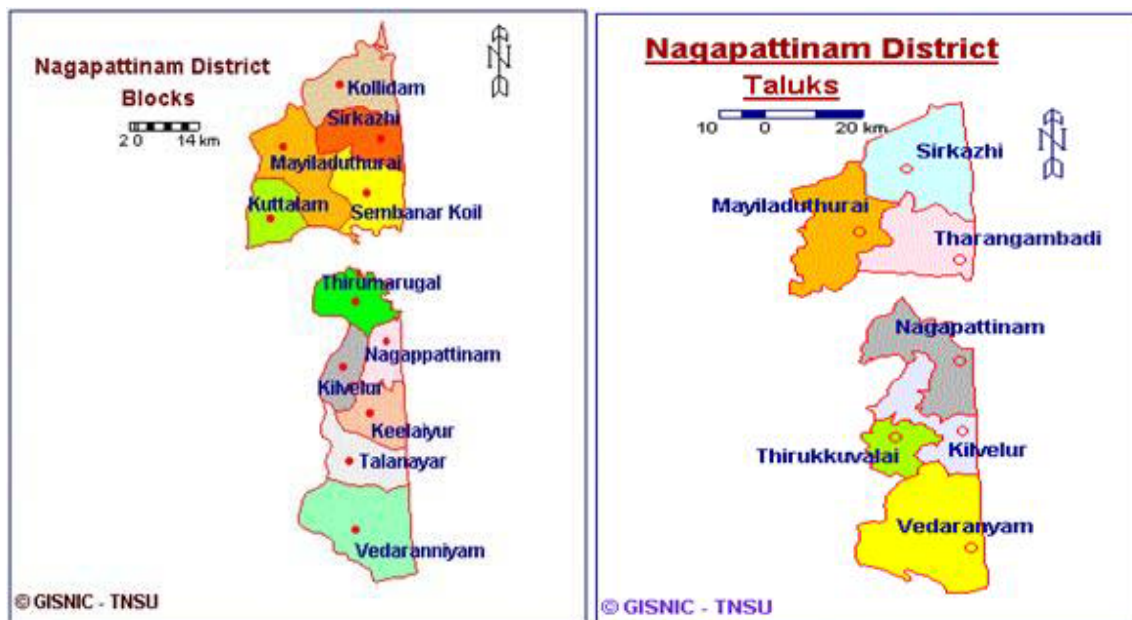 Nagapattinam District
Blocks
2 0 14 km
N
Kollidam
Sirkazhi
Mayiladuthurai
Kuttalam
Sembanar Koil
Thirumarugal
Nagappattinam
Kilvelur
Keelaiyur
Talanayar
Vedaranniyam
© GISNIC - TNSU
Nagapattinam District
Taluks
10 0 20 km
N
Sirkazhi
Mayiladuthurai
Tharangambadi
Nagapattinam
Thirukkuvalai
Kilvelur
Vedaranyam
© GISNIC - TNSU